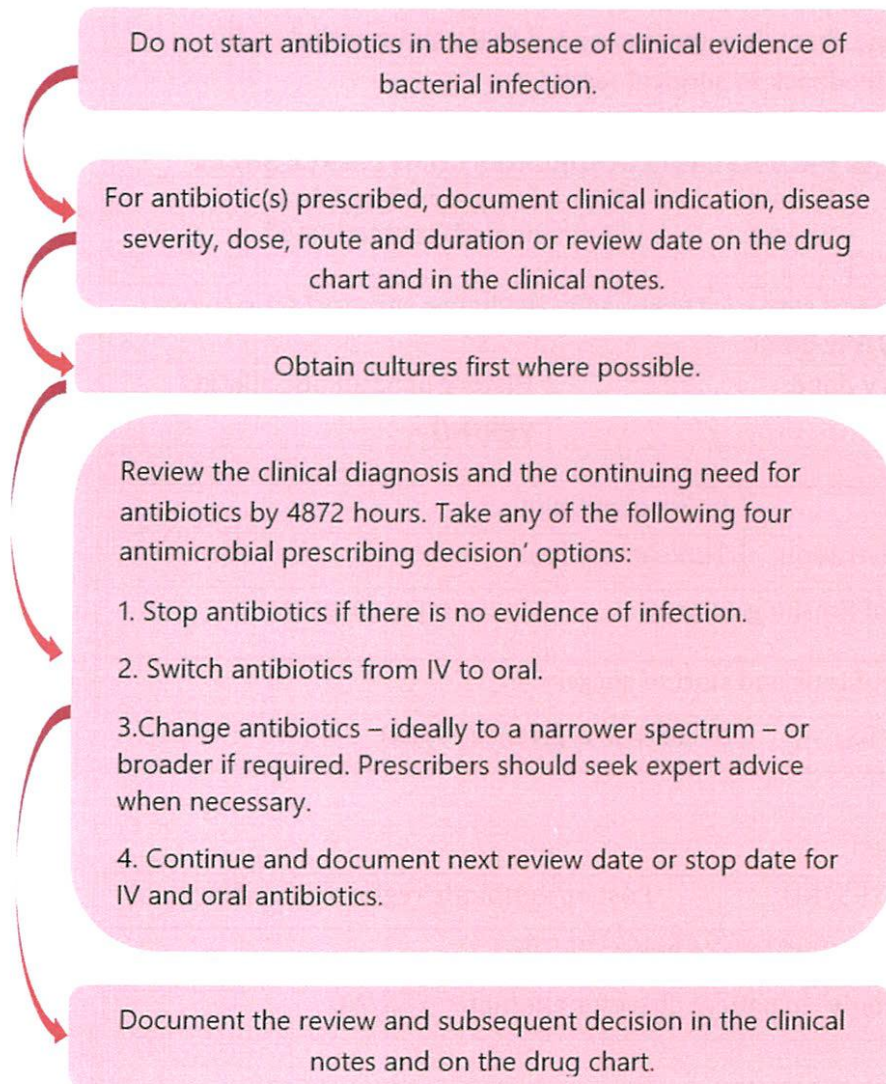 Do not start antibiotics in the absence of clinical evidence of
bacterial infection.
For antibiotic(s) prescribed, document clinical indication, disease
severity, dose, route and duration or review date on the drug
chart and in the clinical notes.
Obtain cultures first where possible.
Review the clinical diagnosis and the continuing need for
antibiotics by 4872 hours. Take any of the following four
antimicrobial prescribing decision’ options:
1. Stop antibiotics if there is no evidence of infection.
2. Switch antibiotics from IV to oral.
3.Change antibiotics – ideally to a narrower spectrum – or
broader if required. Prescribers should seek expert advice
when necessary.
4. Continue and document next review date or stop date for
IV and oral antibiotics.
Document the review and subsequent decision in the clinical
notes and on the drug chart.